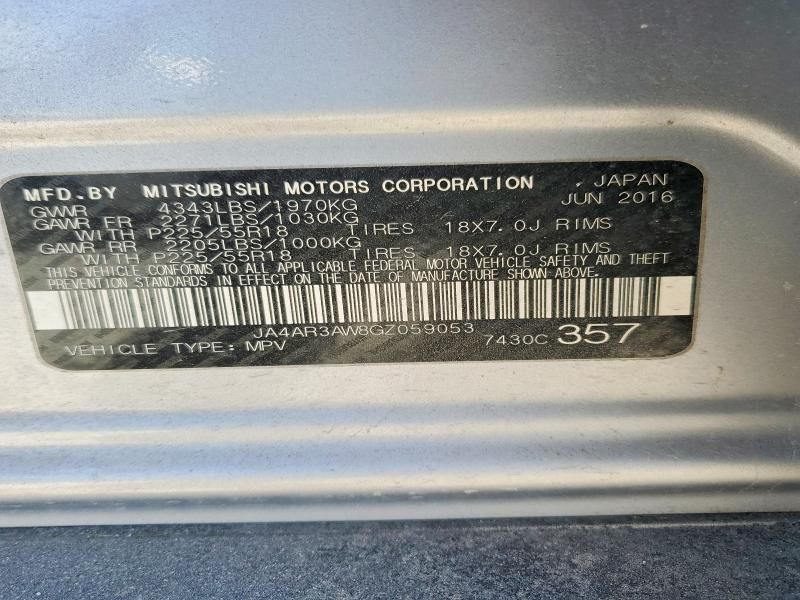 MFD.BY MITSUBISHI MOTORS CORPORATION JAPAN
GVWR 4343LBS/1970KG JUN 2016
GAWR FR 2271LBS/1030KG
WITH P225/55R18 TIRES 18X7.0J RIMS
GAWR RR 2205LBS/1000KG
WITH P225/55R18 TIRES 18X7.0J RIMS
THIS VEHICLE CONFORMS TO ALL APPLICABLE FEDERAL MOTOR VEHICLE SAFETY AND THEFT
PREVENTION STANDARDS IN EFFECT ON THE DATE OF MANUFACTURE SHOWN ABOVE.
JA4AR3AW8GZ059053
VEHICLE TYPE: MPV 7430C 357